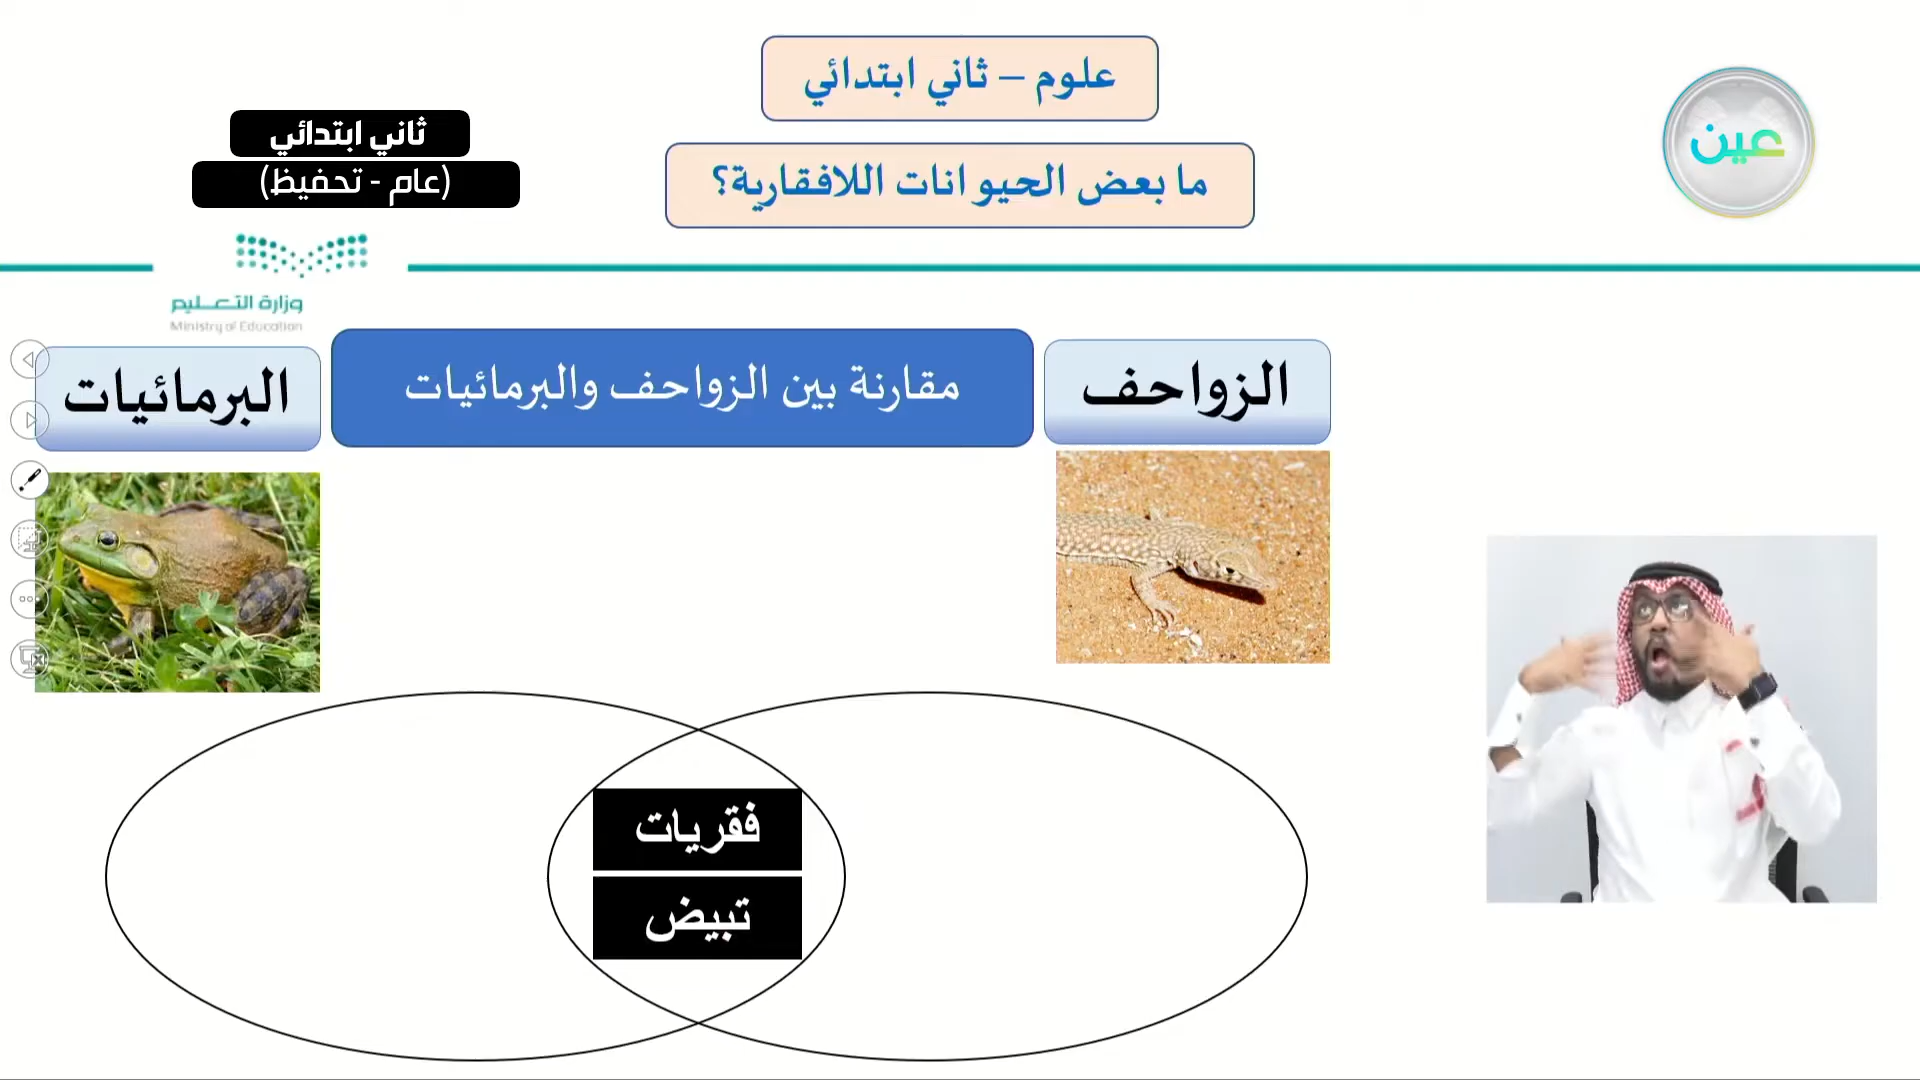 علوم – ثاني ابتدائي
ما بعض الحيوانات اللافقارية؟
عين
ثاني ابتدائي
(عام - تحفيظ)
وزارة التعليم
Ministry of Education
الزواحف
مقارنة بين الزواحف والبرمائيات
البرمائيات
فقريات
تبيض